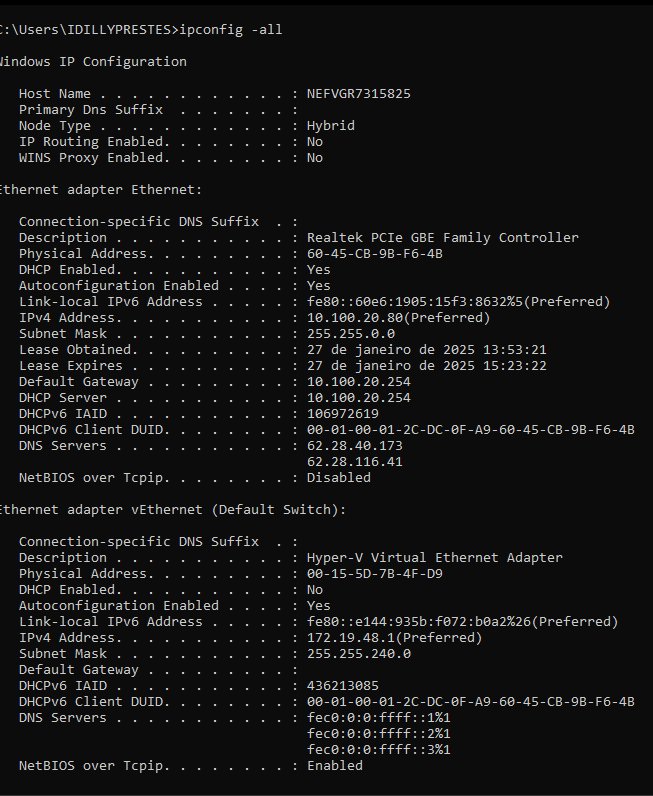 C:\Users\IDILLYPRESTES>ipconfig -all
Windows IP Configuration
Host Name . . . . . . . . . . . . : NEFVGR7315825
Primary Dns Suffix  . . . . . . . :
Node Type . . . . . . . . . . . . : Hybrid
IP Routing Enabled. . . . . . . . : No
WINS Proxy Enabled. . . . . . . . : No
Ethernet adapter Ethernet:
Connection-specific DNS Suffix  . :
Description . . . . . . . . . . . : Realtek PCIe GBE Family Controller
Physical Address. . . . . . . . . : 60-45-CB-9B-F6-4B
DHCP Enabled. . . . . . . . . . . : Yes
Autoconfiguration Enabled . . . . : Yes
Link-local IPv6 Address . . . . . : fe80::60e6:1905:15f3:8632%5(Preferred)
IPv4 Address. . . . . . . . . . . : 10.100.20.80(Preferred)
Subnet Mask . . . . . . . . . . . : 255.255.0.0
Lease Obtained. . . . . . . . . . : 27 de janeiro de 2025 13:53:21
Lease Expires . . . . . . . . . . : 27 de janeiro de 2025 15:23:22
Default Gateway . . . . . . . . . : 10.100.20.254
DHCP Server . . . . . . . . . . . : 10.100.20.254
DHCPv6 IAID . . . . . . . . . . . : 106972619
DHCPv6 Client DUID. . . . . . . . : 00-01-00-01-2C-DC-0F-A9-60-45-CB-9B-F6-4B
DNS Servers . . . . . . . . . . . : 62.28.40.173
62.28.116.41
NetBIOS over Tcpip. . . . . . . . : Disabled
Ethernet adapter vEthernet (Default Switch):
Connection-specific DNS Suffix  . :
Description . . . . . . . . . . . : Hyper-V Virtual Ethernet Adapter
Physical Address. . . . . . . . . : 00-15-5D-7B-4F-D9
DHCP Enabled. . . . . . . . . . . : No
Autoconfiguration Enabled . . . . : Yes
Link-local IPv6 Address . . . . . : fe80::e144:935b:f072:b0a2%26(Preferred)
IPv4 Address. . . . . . . . . . . : 172.19.48.1(Preferred)
Subnet Mask . . . . . . . . . . . : 255.255.240.0
Default Gateway . . . . . . . . . :
DHCPv6 IAID . . . . . . . . . . . : 436213085
DHCPv6 Client DUID. . . . . . . . : 00-01-00-01-2C-DC-0F-A9-60-45-CB-9B-F6-4B
DNS Servers . . . . . . . . . . . : fec0:0:0:ffff::1%1
fec0:0:0:ffff::2%1
fec0:0:0:ffff::3%1
NetBIOS over Tcpip. . . . . . . . : Enabled